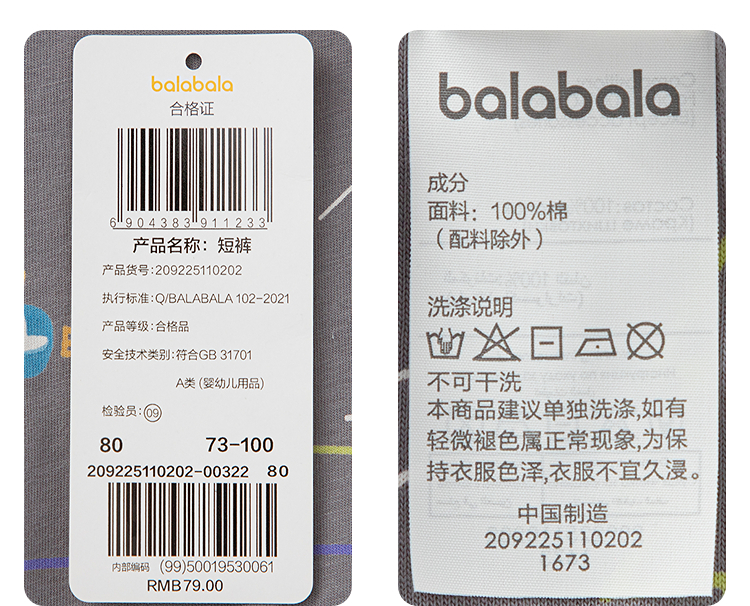 balabala
合格证
6 904383 911233
产品名称：短裤
产品货号:209225110202
执行标准:Q/BALABALA 102-2021
产品等级:合格品
安全技术类别:符合GB 31701
A类 (婴幼儿用品)
检验员:09
80 73-100
209225110202-00322 80
内部编码 (99)50019530061
RMB79.00
balabala
成分
面料：100%棉
（配料除外）
洗涤说明
不可干洗
本商品建议单独洗涤,如有
轻微褪色属正常现象,为保
持衣服色泽,衣服不宜久浸。
中国制造
209225110202
1673